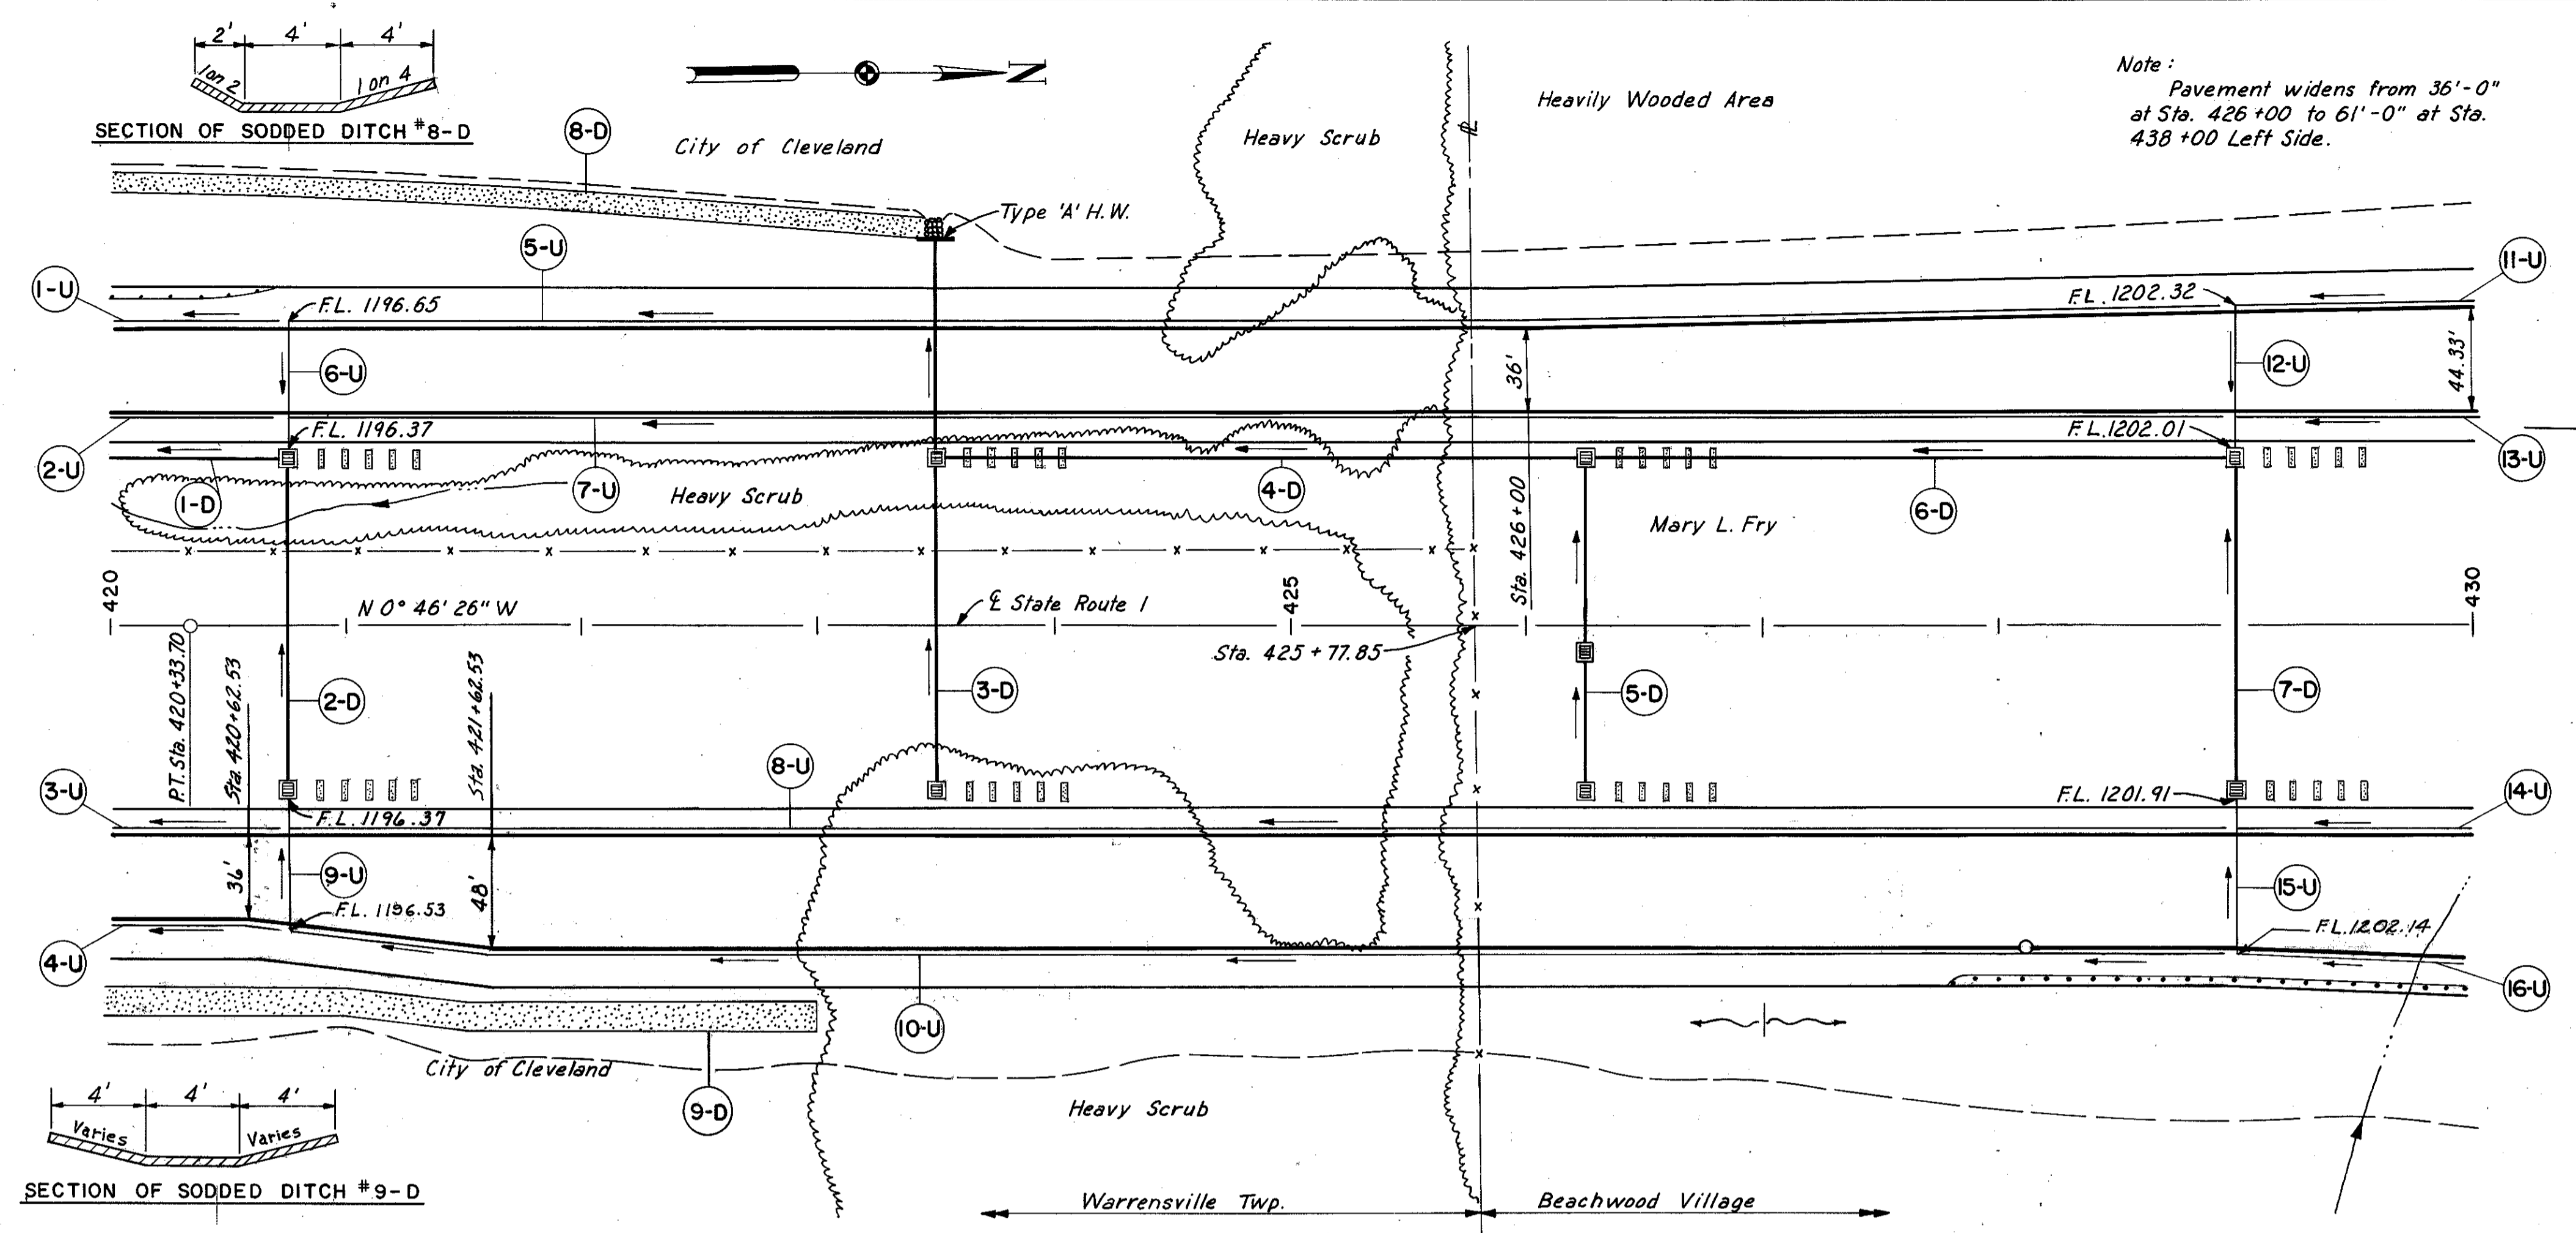 2' 4' 4'
1 on 2 1 on 4
SECTION OF SODDED DITCH #8-D
N
8-D
City of Cleveland
Heavy Scrub
Heavily Wooded Area
Note :
Pavement widens from 36'-0"
at Sta. 426+00 to 61'-0" at Sta.
438+00 Left Side.
Type 'A' H.W.
5-U
1-U
F.L. 1196.65
F.L. 1202.32
11-U
6-U
36'
12-U
44.33'
2-U
F.L. 1196.37
F.L. 1202.01
13-U
1-D
7-U
Heavy Scrub
4-D
6-D
Mary L. Fry
Sta. 426+00
420
N 0° 46' 26" W
℄ State Route 1
425
430
Sta. 425+77.85
P.T. Sta. 420+33.70
Sta. 420+62.53
Sta. 421+62.53
2-D
3-D
5-D
7-D
8-U
3-U
F.L. 1196.37
F.L. 1201.91
14-U
36'
9-U
48'
15-U
F.L. 1196.53
F.L. 1202.14
4-U
16-U
10-U
City of Cleveland
9-D
Heavy Scrub
4' 4' 4'
Varies Varies
SECTION OF SODDED DITCH #9-D
Warrensville Twp. Beachwood Village